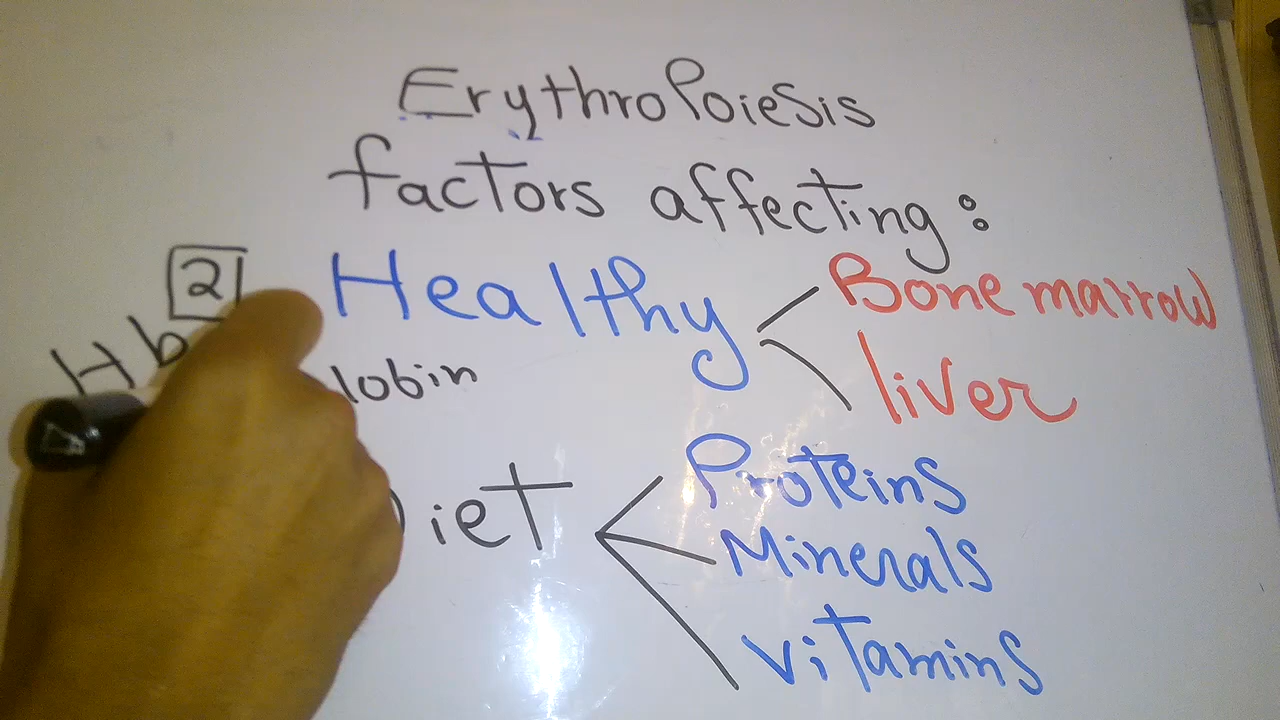 ErythroPoiesis
factors affecting:
2 Healthy Bone marrow
liver
Hb lobin
iet Proteins
Minerals
vitamins